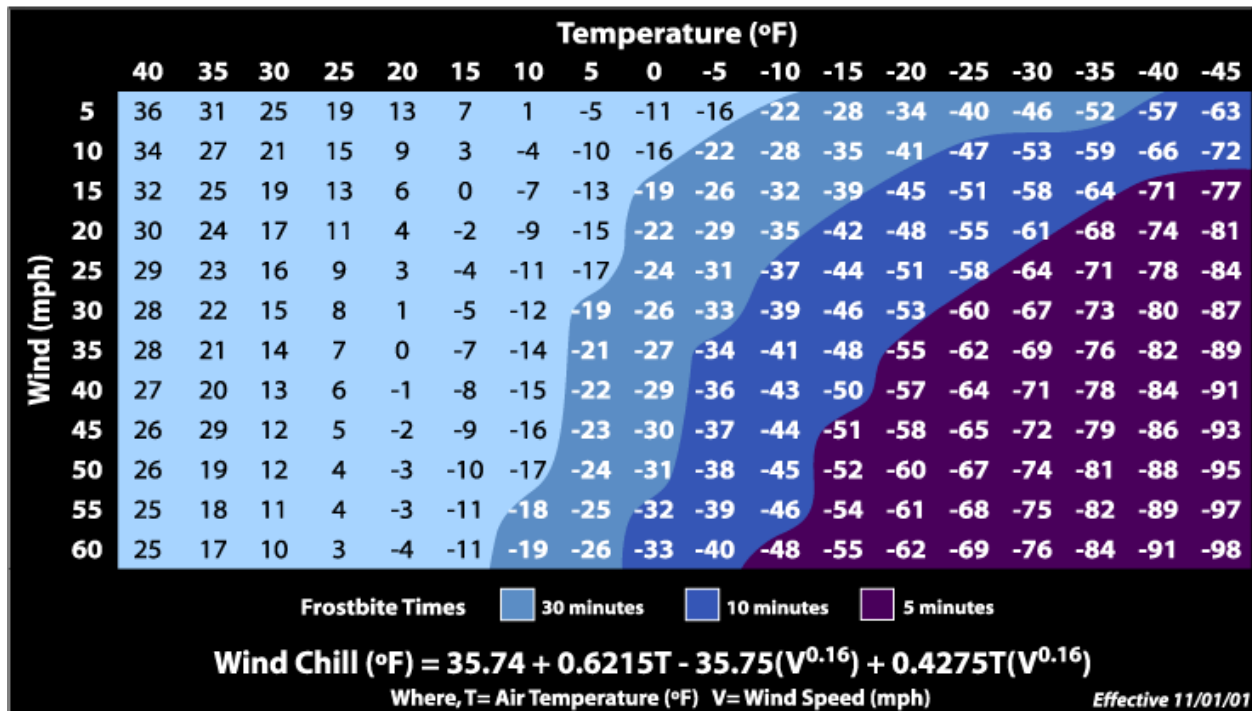 Temperature (ºF)
40 35 30 25 20 15 10 5 0 -5 -10 -15 -20 -25 -30 -35 -40 -45
Wind (mph)
5 36 31 25 19 13 7 1 -5 -11 -16 -22 -28 -34 -40 -46 -52 -57 -63
10 34 27 21 15 9 3 -4 -10 -16 -22 -28 -35 -41 -47 -53 -59 -66 -72
15 32 25 19 13 6 0 -7 -13 -19 -26 -32 -39 -45 -51 -58 -64 -71 -77
20 30 24 17 11 4 -2 -9 -15 -22 -29 -35 -42 -48 -55 -61 -68 -74 -81
25 29 23 16 9 3 -4 -11 -17 -24 -31 -37 -44 -51 -58 -64 -71 -78 -84
30 28 22 15 8 1 -5 -12 -19 -26 -33 -39 -46 -53 -60 -67 -73 -80 -87
35 28 21 14 7 0 -7 -14 -21 -27 -34 -41 -48 -55 -62 -69 -76 -82 -89
40 27 20 13 6 -1 -8 -15 -22 -29 -36 -43 -50 -57 -64 -71 -78 -84 -91
45 26 29 12 5 -2 -9 -16 -23 -30 -37 -44 -51 -58 -65 -72 -79 -86 -93
50 26 19 12 4 -3 -10 -17 -24 -31 -38 -45 -52 -60 -67 -74 -81 -88 -95
55 25 18 11 4 -3 -11 -18 -25 -32 -39 -46 -54 -61 -68 -75 -82 -89 -97
60 25 17 10 3 -4 -11 -19 -26 -33 -40 -48 -55 -62 -69 -76 -84 -91 -98
Frostbite Times 30 minutes 10 minutes 5 minutes
Wind Chill (ºF) = 35.74 + 0.6215T - 35.75(V^0.16) + 0.4275T(V^0.16)
Where, T= Air Temperature (ºF) V= Wind Speed (mph) Effective 11/01/01